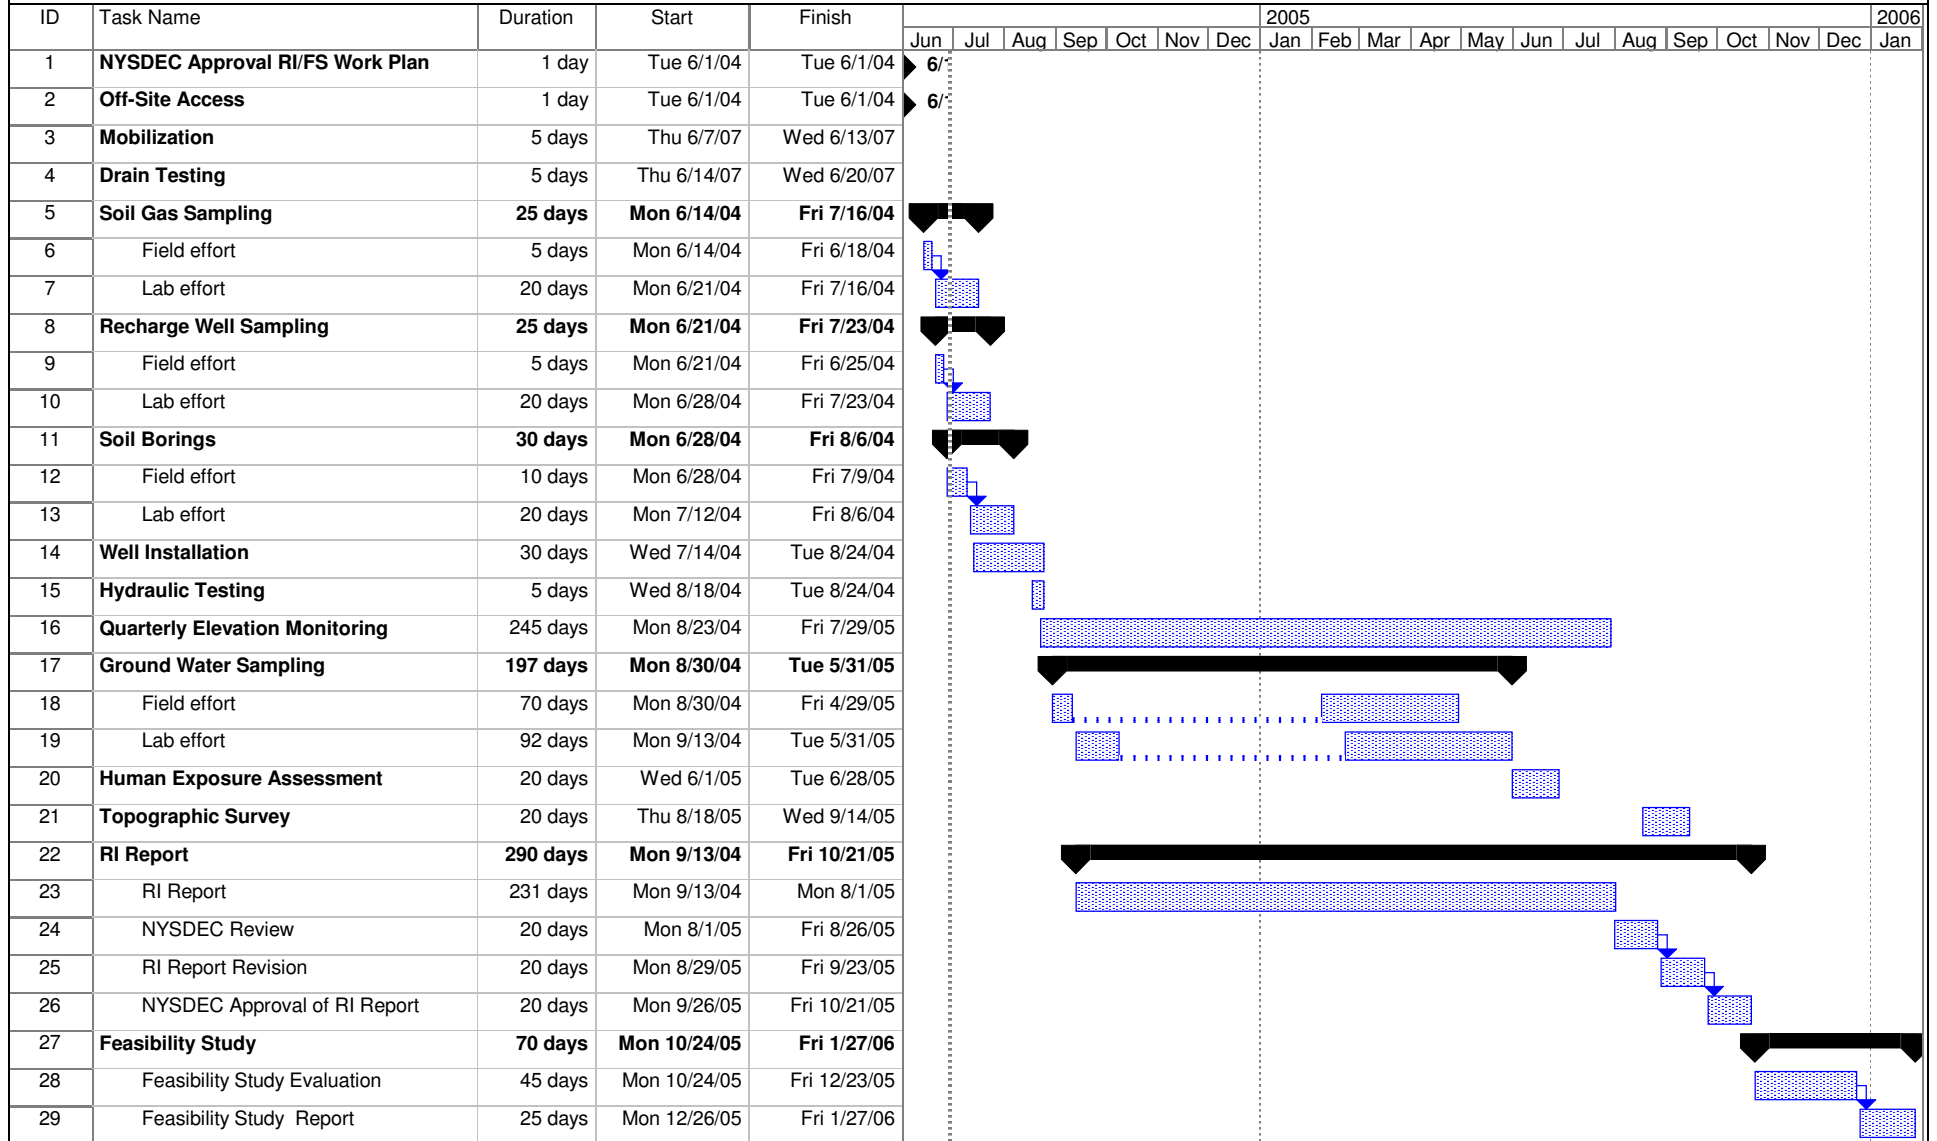 ID Task Name Duration Start Finish 2005 2006
Jun Jul Aug Sep Oct Nov Dec Jan Feb Mar Apr May Jun Jul Aug Sep Oct Nov Dec Jan
1 NYSDEC Approval RI/FS Work Plan 1 day Tue 6/1/04 Tue 6/1/04 6/
2 Off-Site Access 1 day Tue 6/1/04 Tue 6/1/04 6/
3 Mobilization 5 days Thu 6/7/07 Wed 6/13/07
4 Drain Testing 5 days Thu 6/14/07 Wed 6/20/07
5 Soil Gas Sampling 25 days Mon 6/14/04 Fri 7/16/04
6 Field effort 5 days Mon 6/14/04 Fri 6/18/04
7 Lab effort 20 days Mon 6/21/04 Fri 7/16/04
8 Recharge Well Sampling 25 days Mon 6/21/04 Fri 7/23/04
9 Field effort 5 days Mon 6/21/04 Fri 6/25/04
10 Lab effort 20 days Mon 6/28/04 Fri 7/23/04
11 Soil Borings 30 days Mon 6/28/04 Fri 8/6/04
12 Field effort 10 days Mon 6/28/04 Fri 7/9/04
13 Lab effort 20 days Mon 7/12/04 Fri 8/6/04
14 Well Installation 30 days Wed 7/14/04 Tue 8/24/04
15 Hydraulic Testing 5 days Wed 8/18/04 Tue 8/24/04
16 Quarterly Elevation Monitoring 245 days Mon 8/23/04 Fri 7/29/05
17 Ground Water Sampling 197 days Mon 8/30/04 Tue 5/31/05
18 Field effort 70 days Mon 8/30/04 Fri 4/29/05
19 Lab effort 92 days Mon 9/13/04 Tue 5/31/05
20 Human Exposure Assessment 20 days Wed 6/1/05 Tue 6/28/05
21 Topographic Survey 20 days Thu 8/18/05 Wed 9/14/05
22 RI Report 290 days Mon 9/13/04 Fri 10/21/05
23 RI Report 231 days Mon 9/13/04 Mon 8/1/05
24 NYSDEC Review 20 days Mon 8/1/05 Fri 8/26/05
25 RI Report Revision 20 days Mon 8/29/05 Fri 9/23/05
26 NYSDEC Approval of RI Report 20 days Mon 9/26/05 Fri 10/21/05
27 Feasibility Study 70 days Mon 10/24/05 Fri 1/27/06
28 Feasibility Study Evaluation 45 days Mon 10/24/05 Fri 12/23/05
29 Feasibility Study Report 25 days Mon 12/26/05 Fri 1/27/06